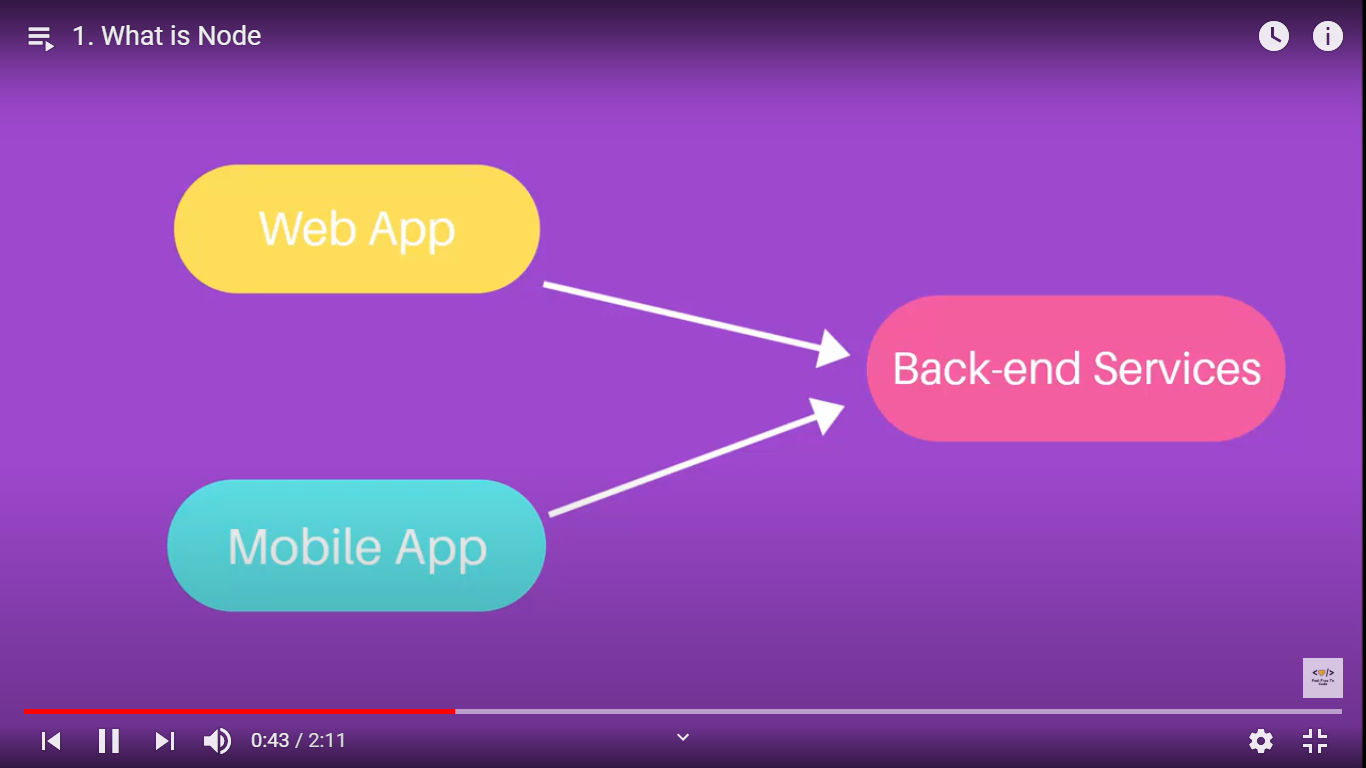 1. What is Node
Web App
Back-end Services
Mobile App
0:43 / 2:11